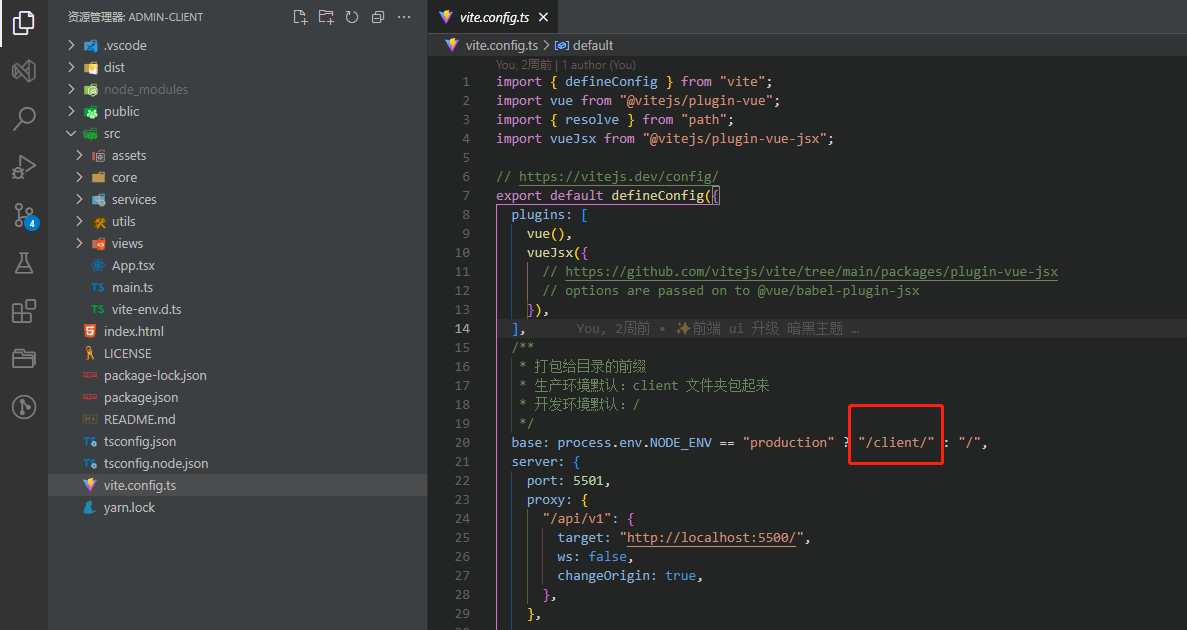 资源管理器: ADMIN-CLIENT
.vscode
dist
node_modules
public
src
assets
core
services
utils
views
App.tsx
TS main.ts
TS vite-env.d.ts
index.html
LICENSE
package-lock.json
package.json
README.md
tsconfig.json
tsconfig.node.json
vite.config.ts
yarn.lock
4
vite.config.ts
vite.config.ts > default
You, 2周前 | 1 author (You)
1 import { defineConfig } from "vite";
2 import vue from "@vitejs/plugin-vue";
3 import { resolve } from "path";
4 import vueJsx from "@vitejs/plugin-vue-jsx";
5
6 // https://vitejs.dev/config/
7 export default defineConfig({
8 plugins: [
9 vue(),
10 vueJsx({
11 // https://github.com/vitejs/vite/tree/main/packages/plugin-vue-jsx
12 // options are passed on to @vue/babel-plugin-jsx
13 }),
14 ], You, 2周前 • ✨前端 ui 升级 暗黑主题 …
15 /**
16 * 打包给目录的前缀
17 * 生产环境默认: client 文件夹包起来
18 * 开发环境默认: /
19 */
20 base: process.env.NODE_ENV == "production" ? "/client/" : "/",
21 server: {
22 port: 5501,
23 proxy: {
24 "/api/v1": {
25 target: "http://localhost:5500/",
26 ws: false,
27 changeOrigin: true,
28 },
29 },